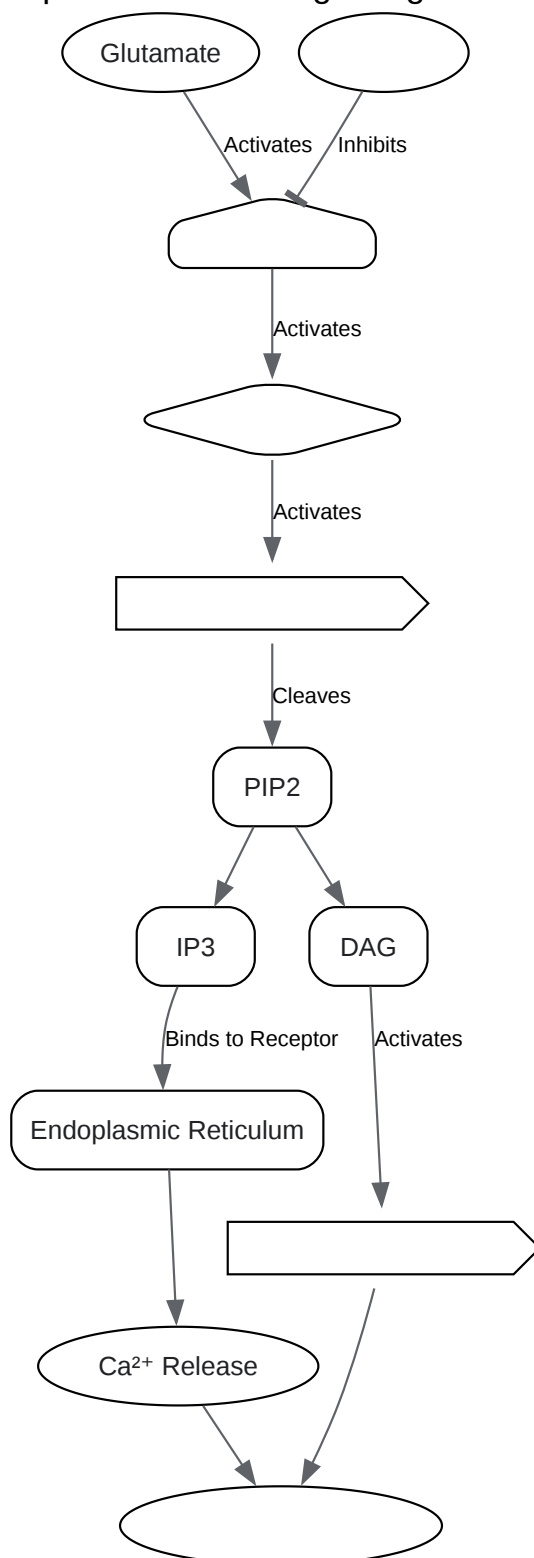 Glutamate
Activates
Inhibits
Activates
Activates
Cleaves
PIP2
IP3
DAG
Binds to Receptor
Activates
Endoplasmic Reticulum
Ca²⁺ Release